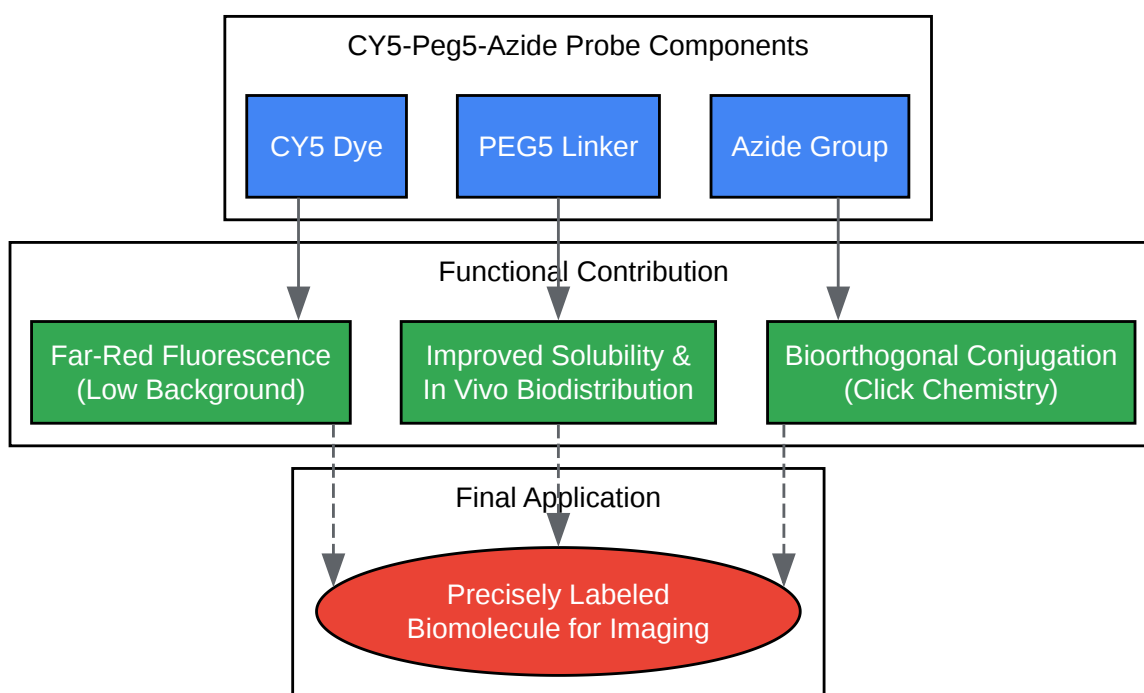 CY5-Peg5-Azide Probe Components
CY5 Dye
PEG5 Linker
Azide Group
Functional Contribution
Far-Red Fluorescence
(Low Background)
Improved Solubility &
In Vivo Biodistribution
Bioorthogonal Conjugation
(Click Chemistry)
Final Application
Precisely Labeled
Biomolecule for Imaging